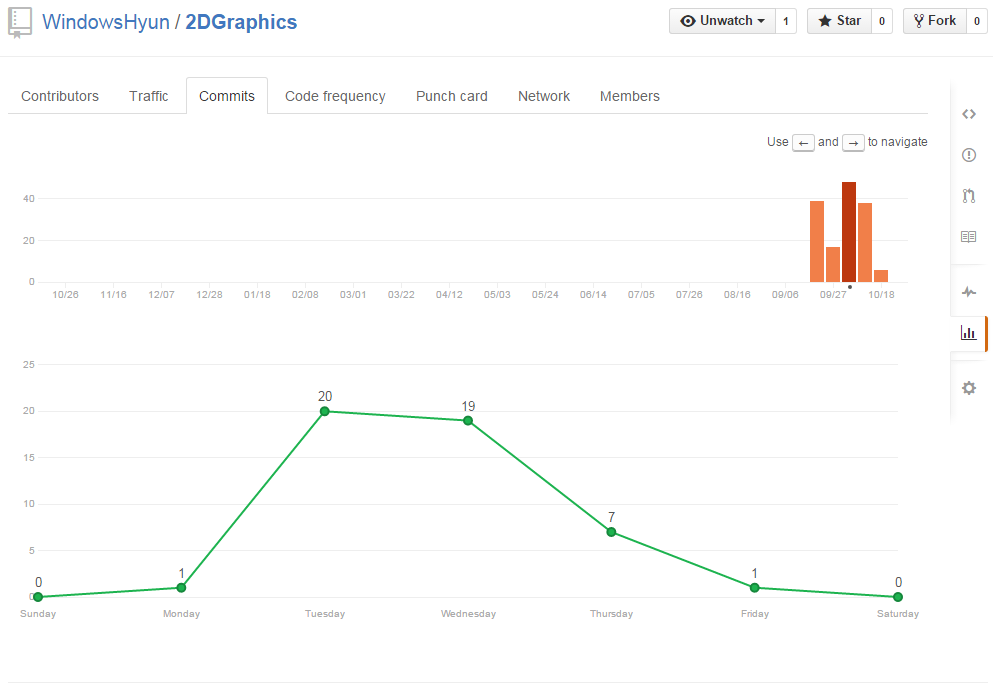 WindowsHyun / 2DGraphics
Unwatch 1 Star 0 Fork 0
Contributors Traffic Commits Code frequency Punch card Network Members
Use ← and → to navigate
40
20
0
10/26 11/16 12/07 12/28 01/18 02/08 03/01 03/22 04/12 05/03 05/24 06/14 07/05 07/26 08/16 09/06 09/27 10/18
25
20
20 19
15
10
7
5
0 1 1 0
0
Sunday Monday Tuesday Wednesday Thursday Friday Saturday